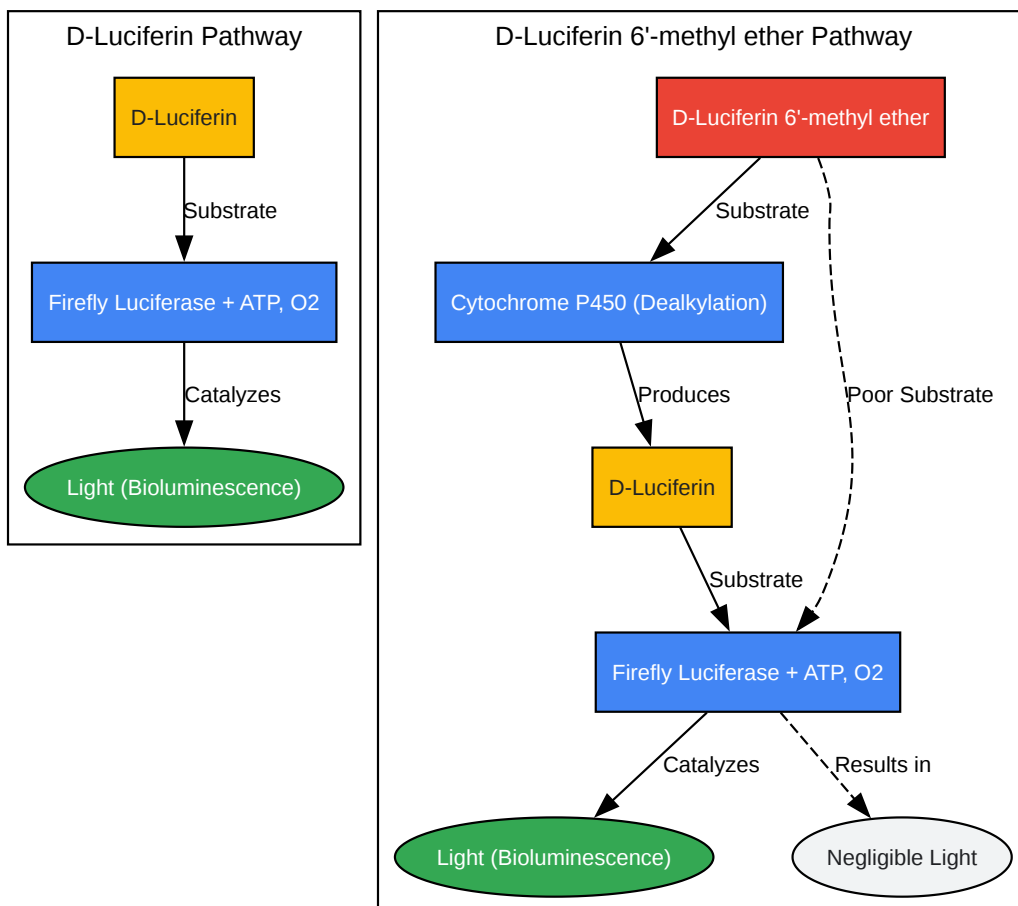 D-Luciferin Pathway
D-Luciferin
Substrate
Firefly Luciferase + ATP, O2
Catalyzes
Light (Bioluminescence)
D-Luciferin 6'-methyl ether Pathway
D-Luciferin 6'-methyl ether
Substrate
Cytochrome P450 (Dealkylation)
Produces
Poor Substrate
D-Luciferin
Substrate
Firefly Luciferase + ATP, O2
Catalyzes
Results in
Light (Bioluminescence)
Negligible Light